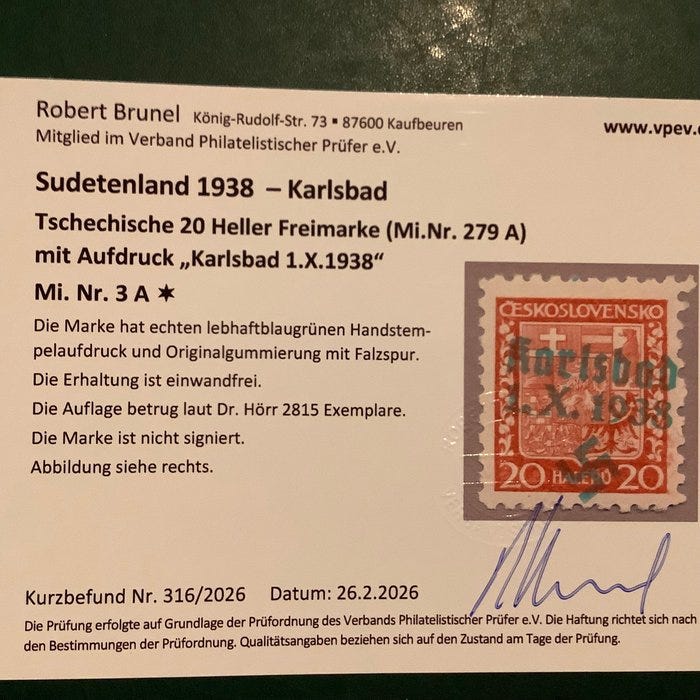 Robert Brunel König-Rudolf-Str. 73 ▪ 87600 Kaufbeuren
www.vpev.
Mitglied im Verband Philatelistischer Prüfer e.V.
Sudetenland 1938 – Karlsbad
Tschechische 20 Heller Freimarke (Mi.Nr. 279 A)
mit Aufdruck „Karlsbad 1.X.1938“
Mi. Nr. 3 A ✶
Die Marke hat echten lebhaftblaugrünen Handstem-
pelaufdruck und Originalgummierung mit Falzspur.
Die Erhaltung ist einwandfrei.
Die Auflage betrug laut Dr. Hörr 2815 Exemplare.
Die Marke ist nicht signiert.
Abbildung siehe rechts.
ČESKOSLOVENSKO
Karlsbad
1.X.1938
20 HALÉŘŮ 20
Kurzbefund Nr. 316/2026 Datum: 26.2.2026
Die Prüfung erfolgte auf Grundlage der Prüfordnung des Verbands Philatelistischer Prüfer e.V. Die Haftung richtet sich nach
den Bestimmungen der Prüfordnung. Qualitätsangaben beziehen sich auf den Zustand am Tage der Prüfung.